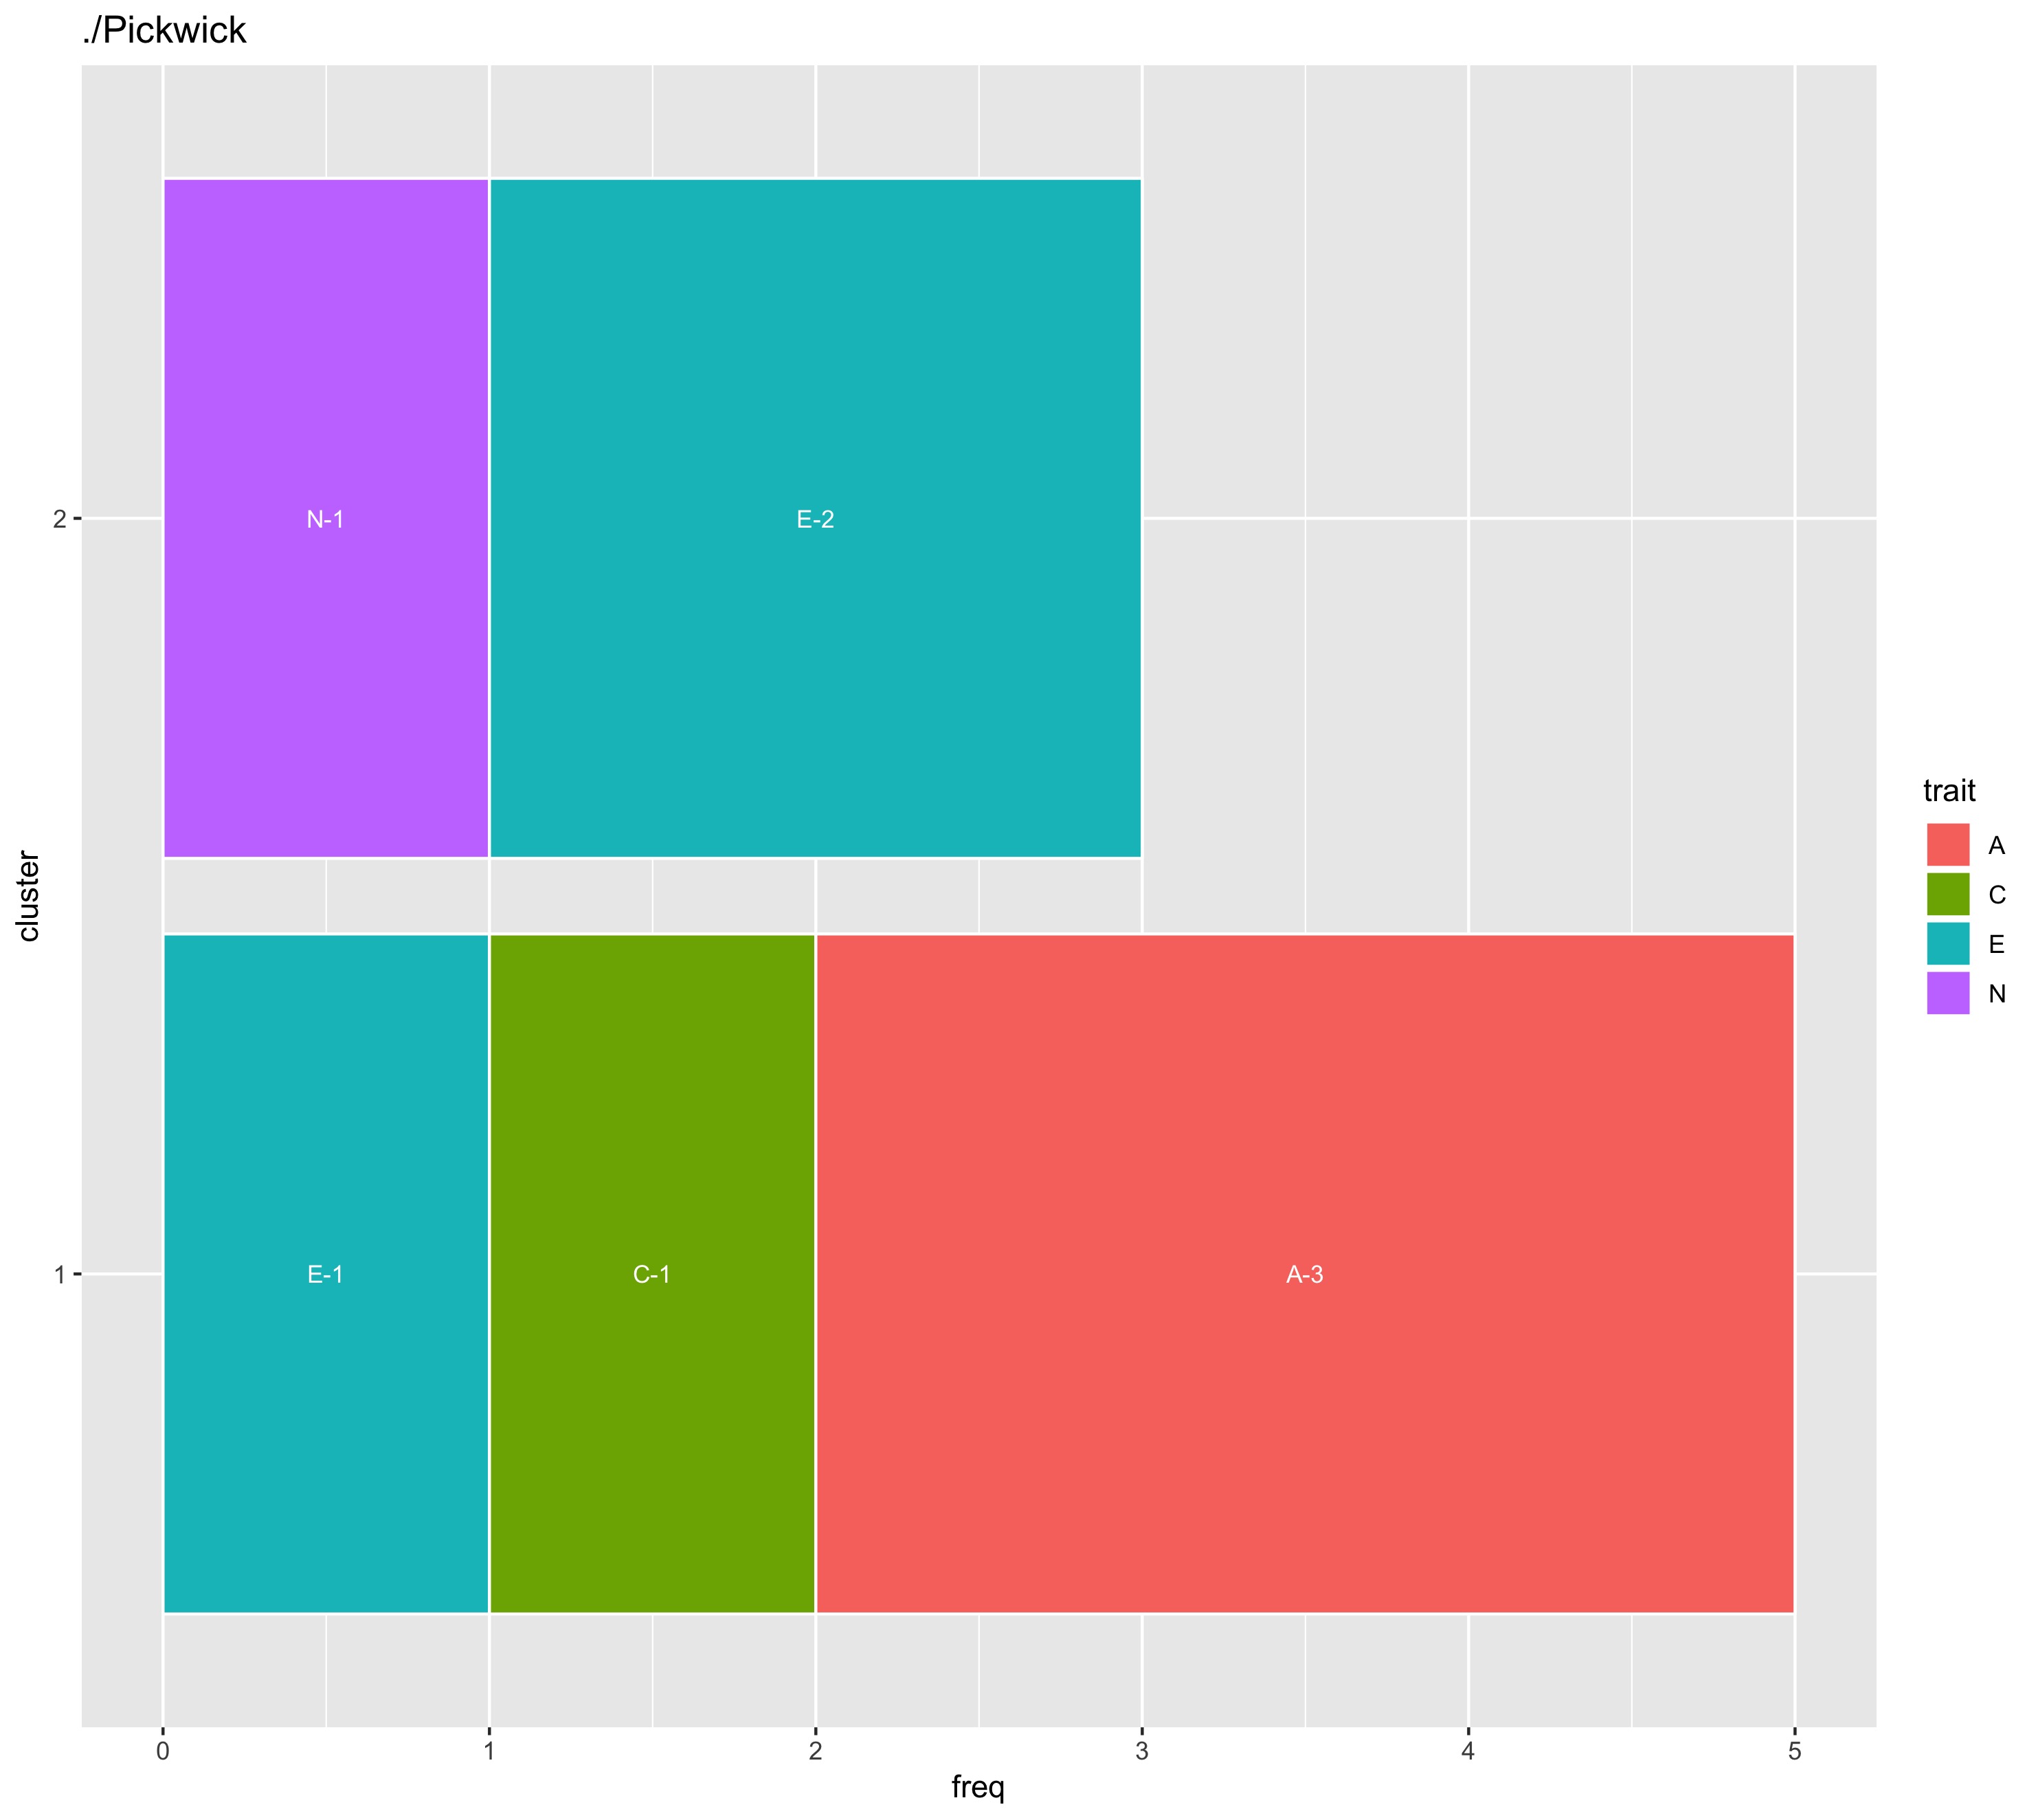 ./Pickwick
cluster
2
N-1
E-2
1
E-1
C-1
A-3
0 1 2 3 4 5
freq
trait
A
C
E
N